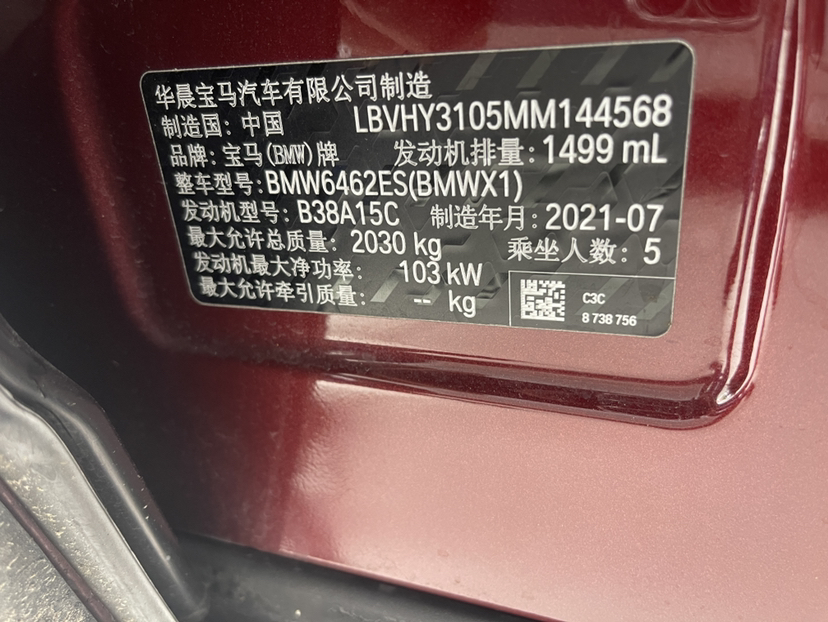 华晨宝马汽车有限公司制造
制造国: 中国 LBVHY3105MM144568
品牌: 宝马(BMW)牌 发动机排量: 1499 mL
整车型号: BMW6462ES(BMWX1)
发动机型号: B38A15C 制造年月: 2021-07
最大允许总质量: 2030 kg 乘坐人数: 5
发动机最大净功率: 103 kW
最大允许牵引质量: -- kg
C3C
8 738 756